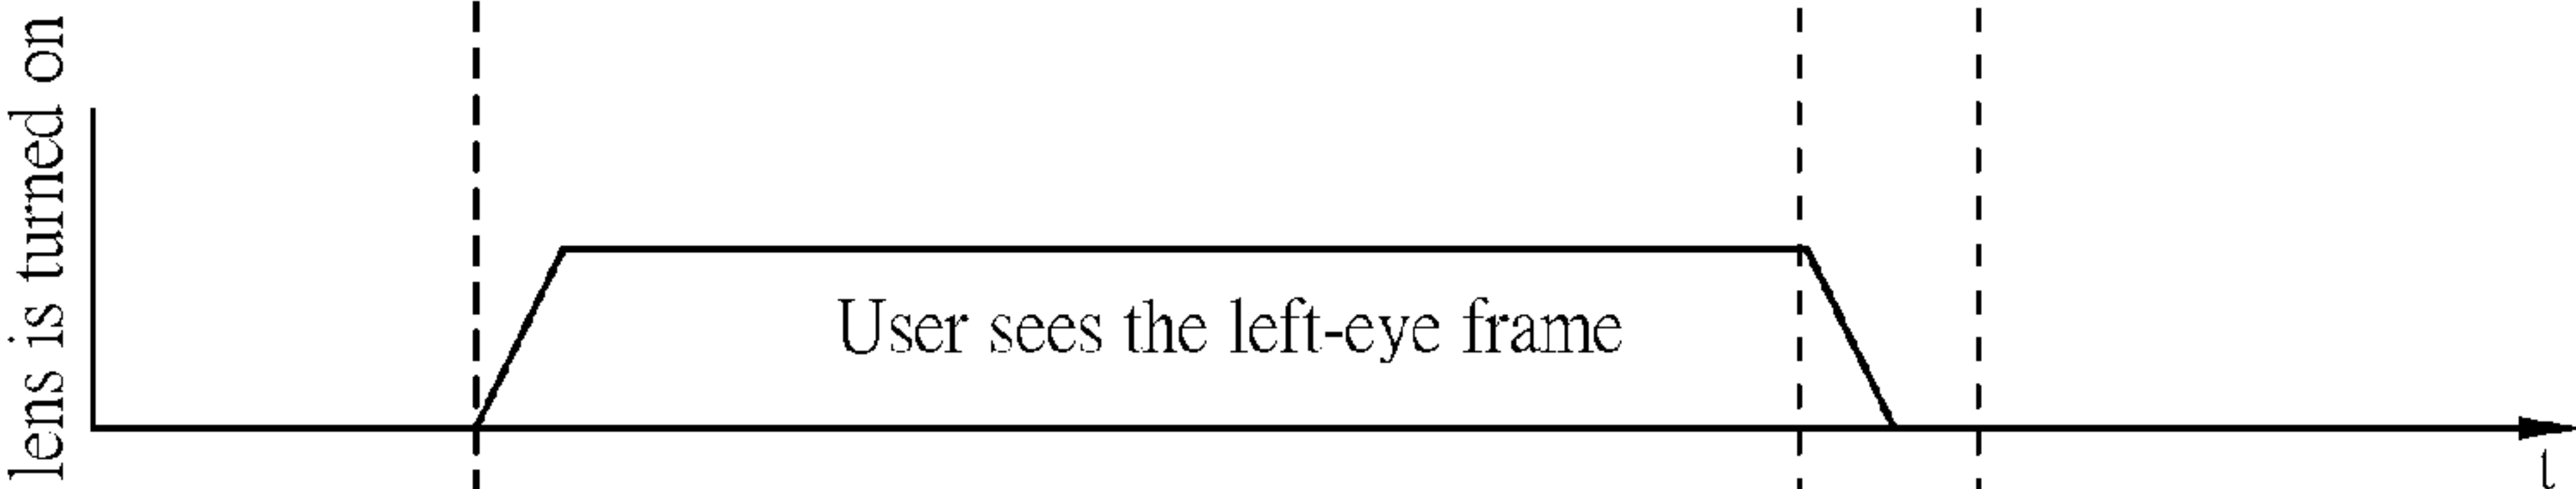 lens is turned on
User sees the left-eye frame
t